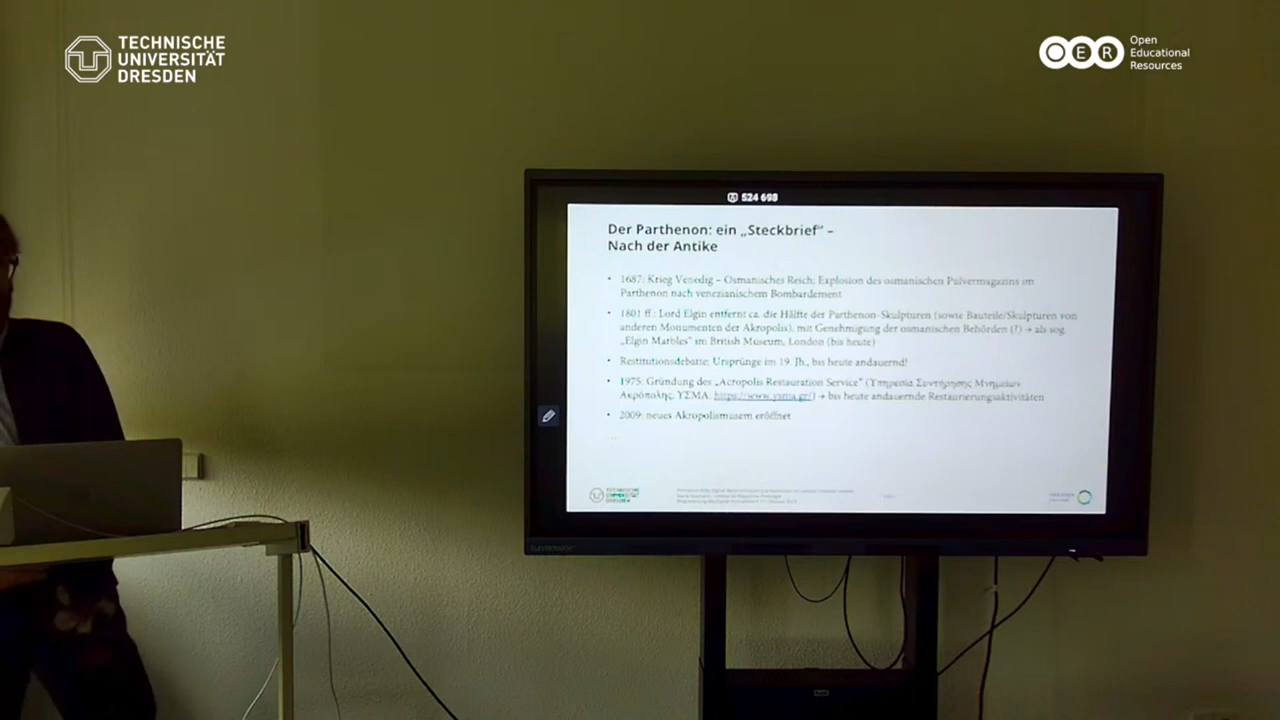 TECHNISCHE
UNIVERSITÄT
DRESDEN
OER
Open
Educational
Resources
524 698
Der Parthenon: ein „Steckbrief“ –
Nach der Antike
• 1687: Krieg Venedig – Osmanisches Reich: Explosion des osmanischen Pulvermagazins im
Parthenon nach venezianischem Bombardement
• 1801 ff.: Lord Elgin entfernt ca. die Hälfte der Parthenon-Skulpturen (sowie Bauteile/Skulpturen von
anderen Monumenten der Akropolis), mit Genehmigung der osmanischen Behörden (?) → als sog.
„Elgin Marbles“ im British Museum, London (bis heute)
• Restitutionsdebatte: Ursprünge im 19. Jh., bis heute andauernd!
• 1975: Gründung des „Acropolis Restauration Service“ (Υπηρεσία Συντήρησης Μνημείων
Ακρόπολης, ΥΣΜΑ: https://www.ysma.gr/) → bis heute andauernde Restaurierungsaktivitäten
• 2009: neues Akropolismuseum eröffnet
...
TECHNISCHE
UNIVERSITÄT
DRESDEN